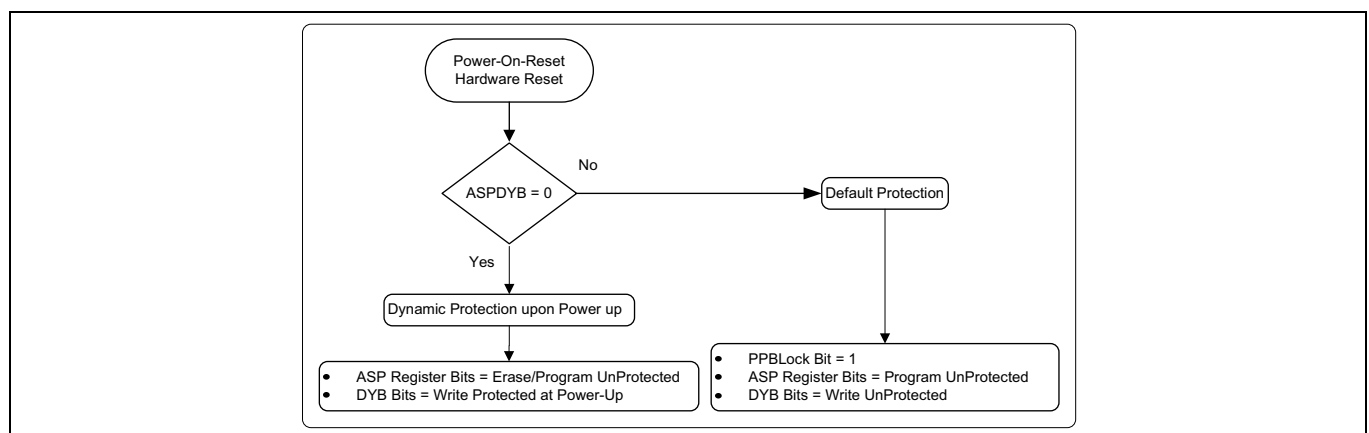 Power-On-Reset
Hardware Reset
ASPDYB = 0
No
Default Protection
Yes
Dynamic Protection upon Power up
• ASP Register Bits = Erase/Program UnProtected
• DYB Bits = Write Protected at Power-Up
• PPBLock Bit = 1
• ASP Register Bits = Program UnProtected
• DYB Bits = Write UnProtected